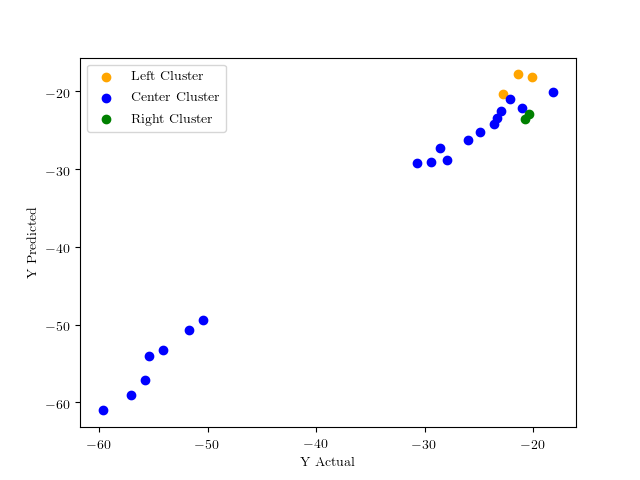 Left Cluster
Center Cluster
Right Cluster
−20
−30
−40
−50
−60
Y Predicted
−60 −50 −40 −30 −20
Y Actual